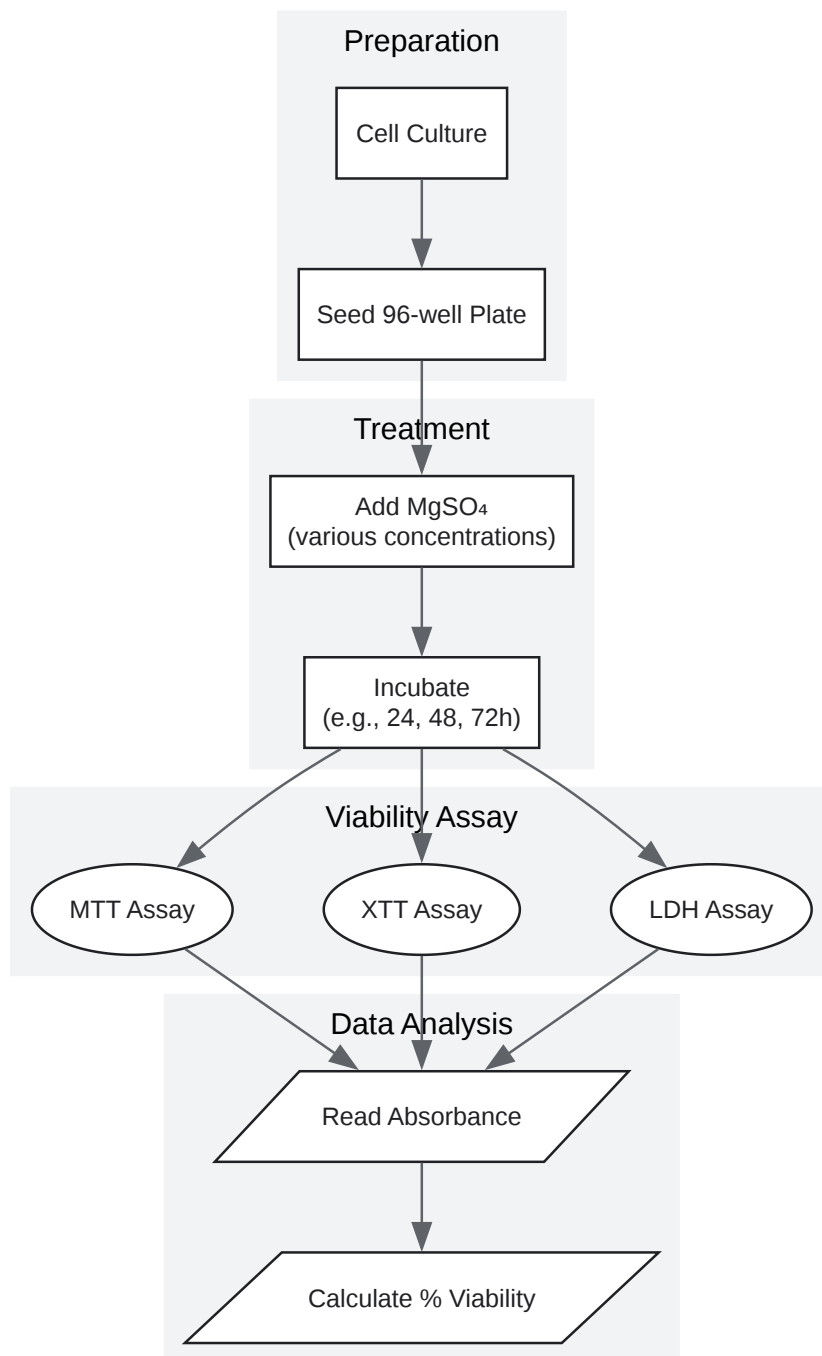 Preparation
Cell Culture
Seed 96-well Plate
Treatment
Add MgSO₄
(various concentrations)
Incubate
(e.g., 24, 48, 72h)
Viability Assay
MTT Assay
XTT Assay
LDH Assay
Data Analysis
Read Absorbance
Calculate % Viability